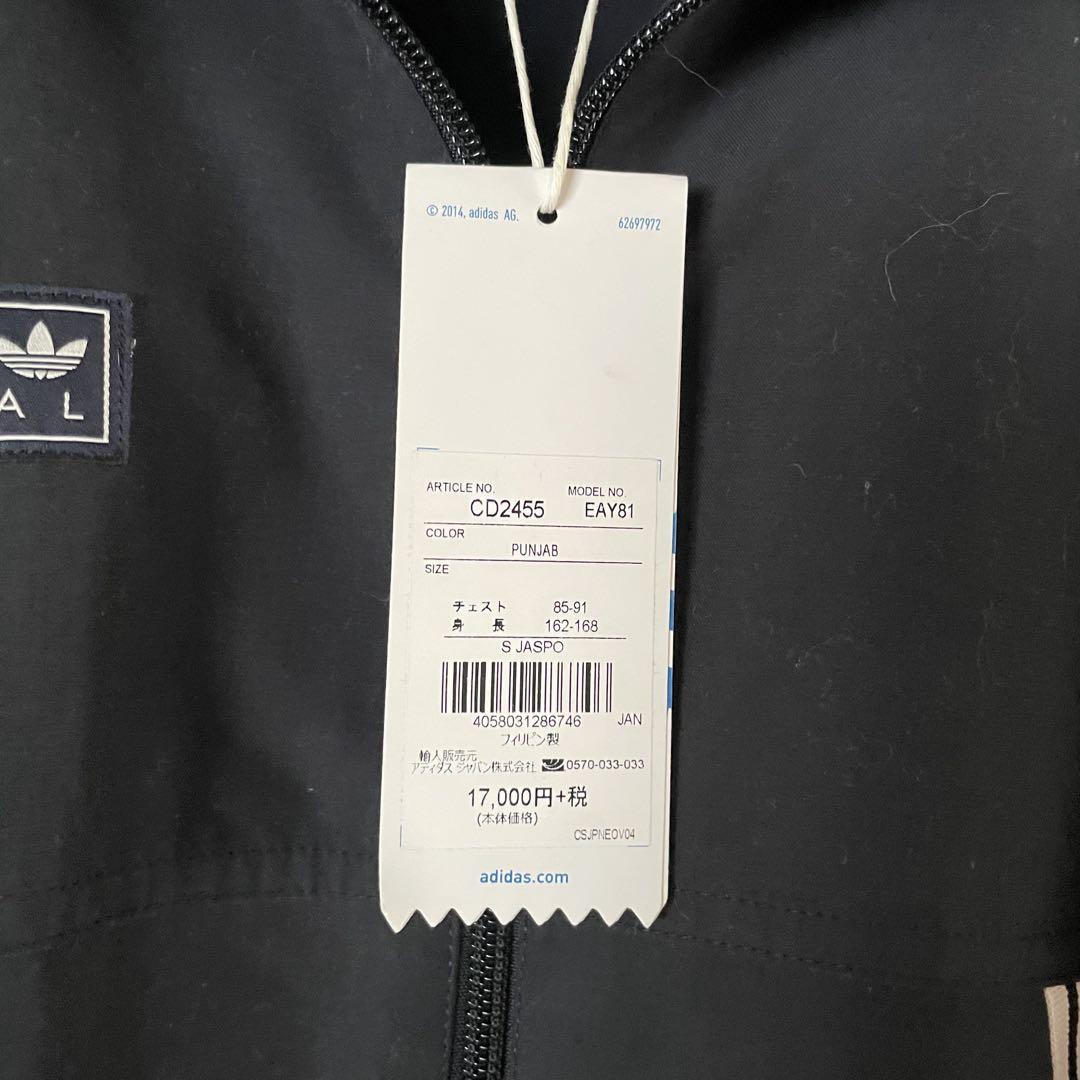 © 2014, adidas AG.
62697972
A L
ARTICLE NO. MODEL NO.
CD2455 EAY81
COLOR
PUNJAB
SIZE
チェスト 85-91
身長 162-168
S JASPO
4058031286746 JAN
フィリピン製
輸入販売元
アディダス ジャパン株式会社 0570-033-033
17,000円+税
(本体価格)
CSJPNEOV04
adidas.com